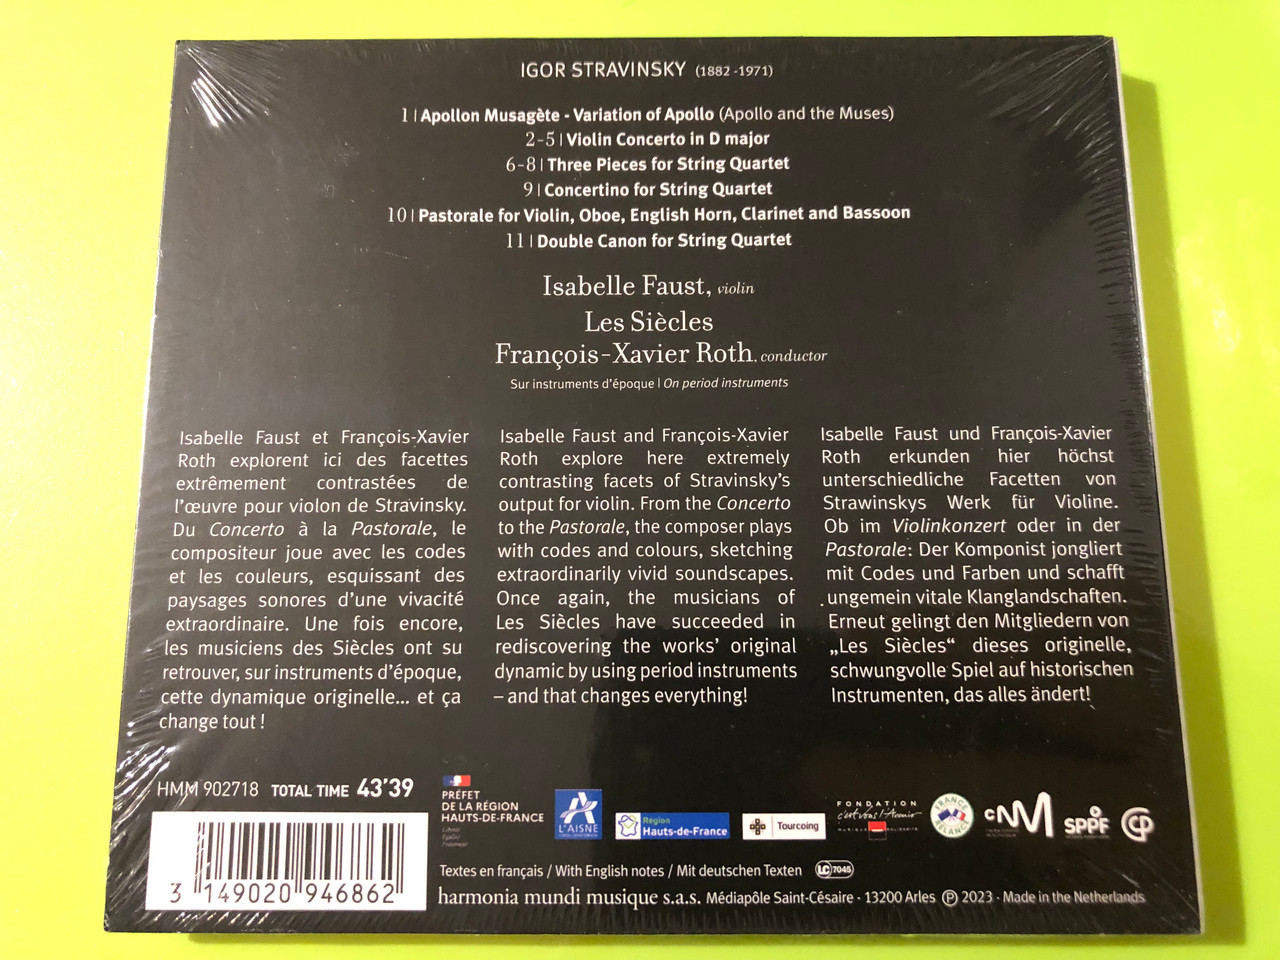 IGOR STRAVINSKY (1882 -1971)
1 | Apollon Musagète - Variation of Apollo (Apollo and the Muses)
2-5 | Violin Concerto in D major
6-8 | Three Pieces for String Quartet
9 | Concertino for String Quartet
10 | Pastorale for Violin, Oboe, English Horn, Clarinet and Bassoon
11 | Double Canon for String Quartet
Isabelle Faust, violin
Les Siècles
François-Xavier Roth, conductor
Sur instruments d'époque | On period instruments
Isabelle Faust et François-Xavier
Roth explorent ici des facettes
extrêmement contrastées de
l'œuvre pour violon de Stravinsky.
Du Concerto à la Pastorale, le
compositeur joue avec les codes
et les couleurs, esquissant des
paysages sonores d'une vivacité
extraordinaire. Une fois encore,
les musiciens des Siècles ont su
retrouver, sur instruments d'époque,
cette dynamique originelle... et ça
change tout !
Isabelle Faust and François-Xavier
Roth explore here extremely
contrasting facets of Stravinsky's
output for violin. From the Concerto
to the Pastorale, the composer plays
with codes and colours, sketching
extraordinarily vivid soundscapes.
Once again, the musicians of
Les Siècles have succeeded in
rediscovering the works' original
dynamic by using period instruments
– and that changes everything!
Isabelle Faust und François-Xavier
Roth erkunden hier höchst
unterschiedliche Facetten von
Strawinskys Werk für Violine.
Ob im Violinkonzert oder in der
Pastorale: Der Komponist jongliert
mit Codes und Farben und schafft
ungemein vitale Klanglandschaften.
Erneut gelingt den Mitgliedern von
„Les Siècles“ dieses originelle,
schwungvolle Spiel auf historischen
Instrumenten, das alles ändert!
HMM 902718 TOTAL TIME 43'39
3 149020 946862
PRÉFET
DE LA RÉGION
HAUTS-DE-FRANCE
Liberté
Égalité
Fraternité
L'AISNE
Région
Hauts-de-France
Tourcoing
FONDATION
c'est vous l'Avenir
MUSIQUE SOLIDARITÉ
FRANCE
RELANCE
CNM
SPPF
Textes en français / With English notes / Mit deutschen Texten LC 7045
harmonia mundi musique s.a.s. Médiapôle Saint-Césaire · 13200 Arles Ⓟ 2023 · Made in the Netherlands